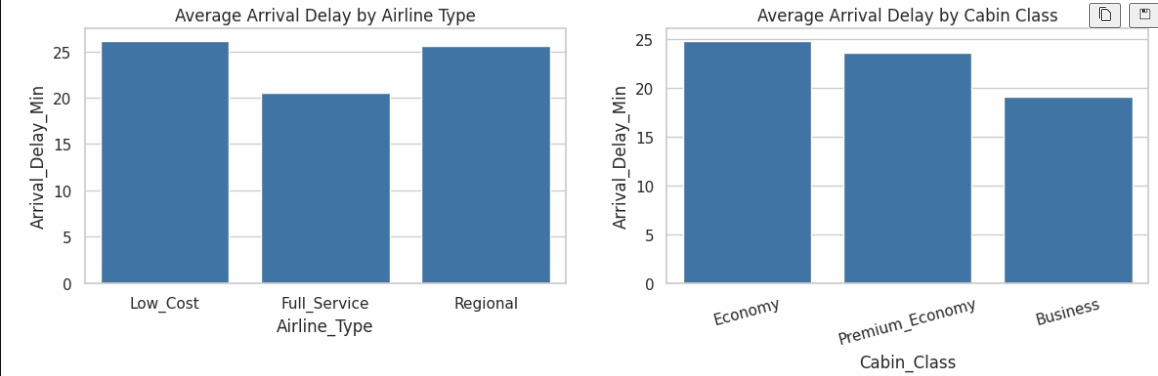 Average Arrival Delay by Airline Type
Arrival_Delay_Min
25
20
15
10
5
0
Low_Cost Full_Service Regional
Airline_Type
Average Arrival Delay by Cabin Class
Arrival_Delay_Min
25
20
15
10
5
0
Economy Premium_Economy Business
Cabin_Class